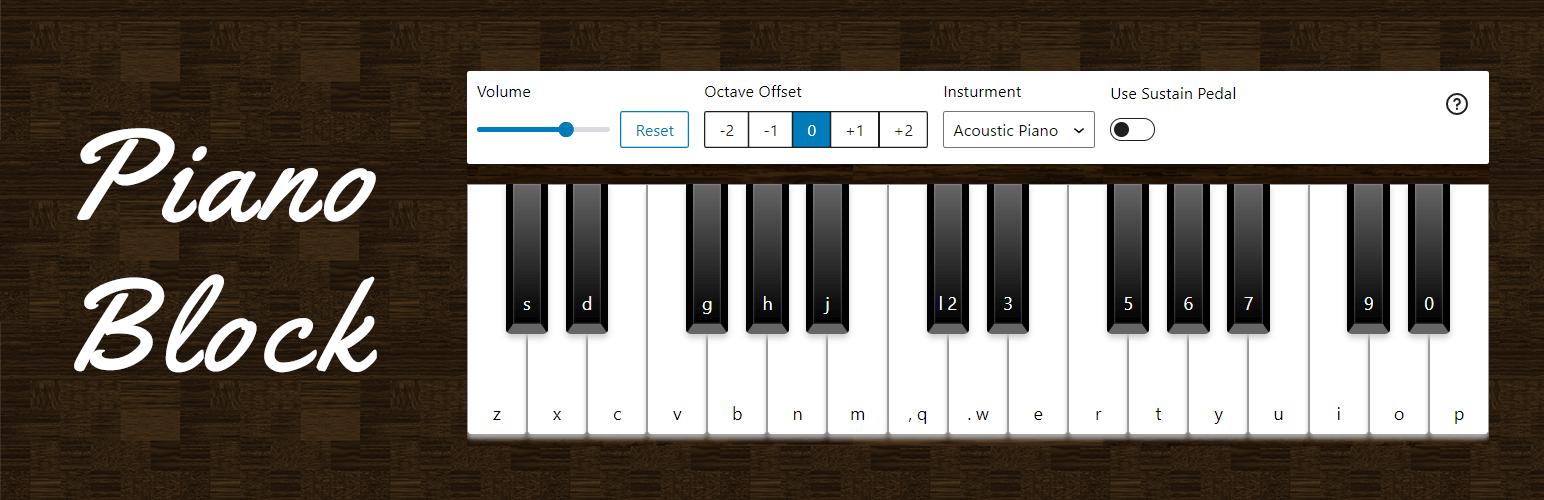 Piano
Block
Volume
Octave Offset
Insturment
Use Sustain Pedal
Reset
-2 -1 0 +1 +2
Acoustic Piano
?
s d g h j l 2 3 5 6 7 9 0
z x c v b n m , q . w e r t y u i o p